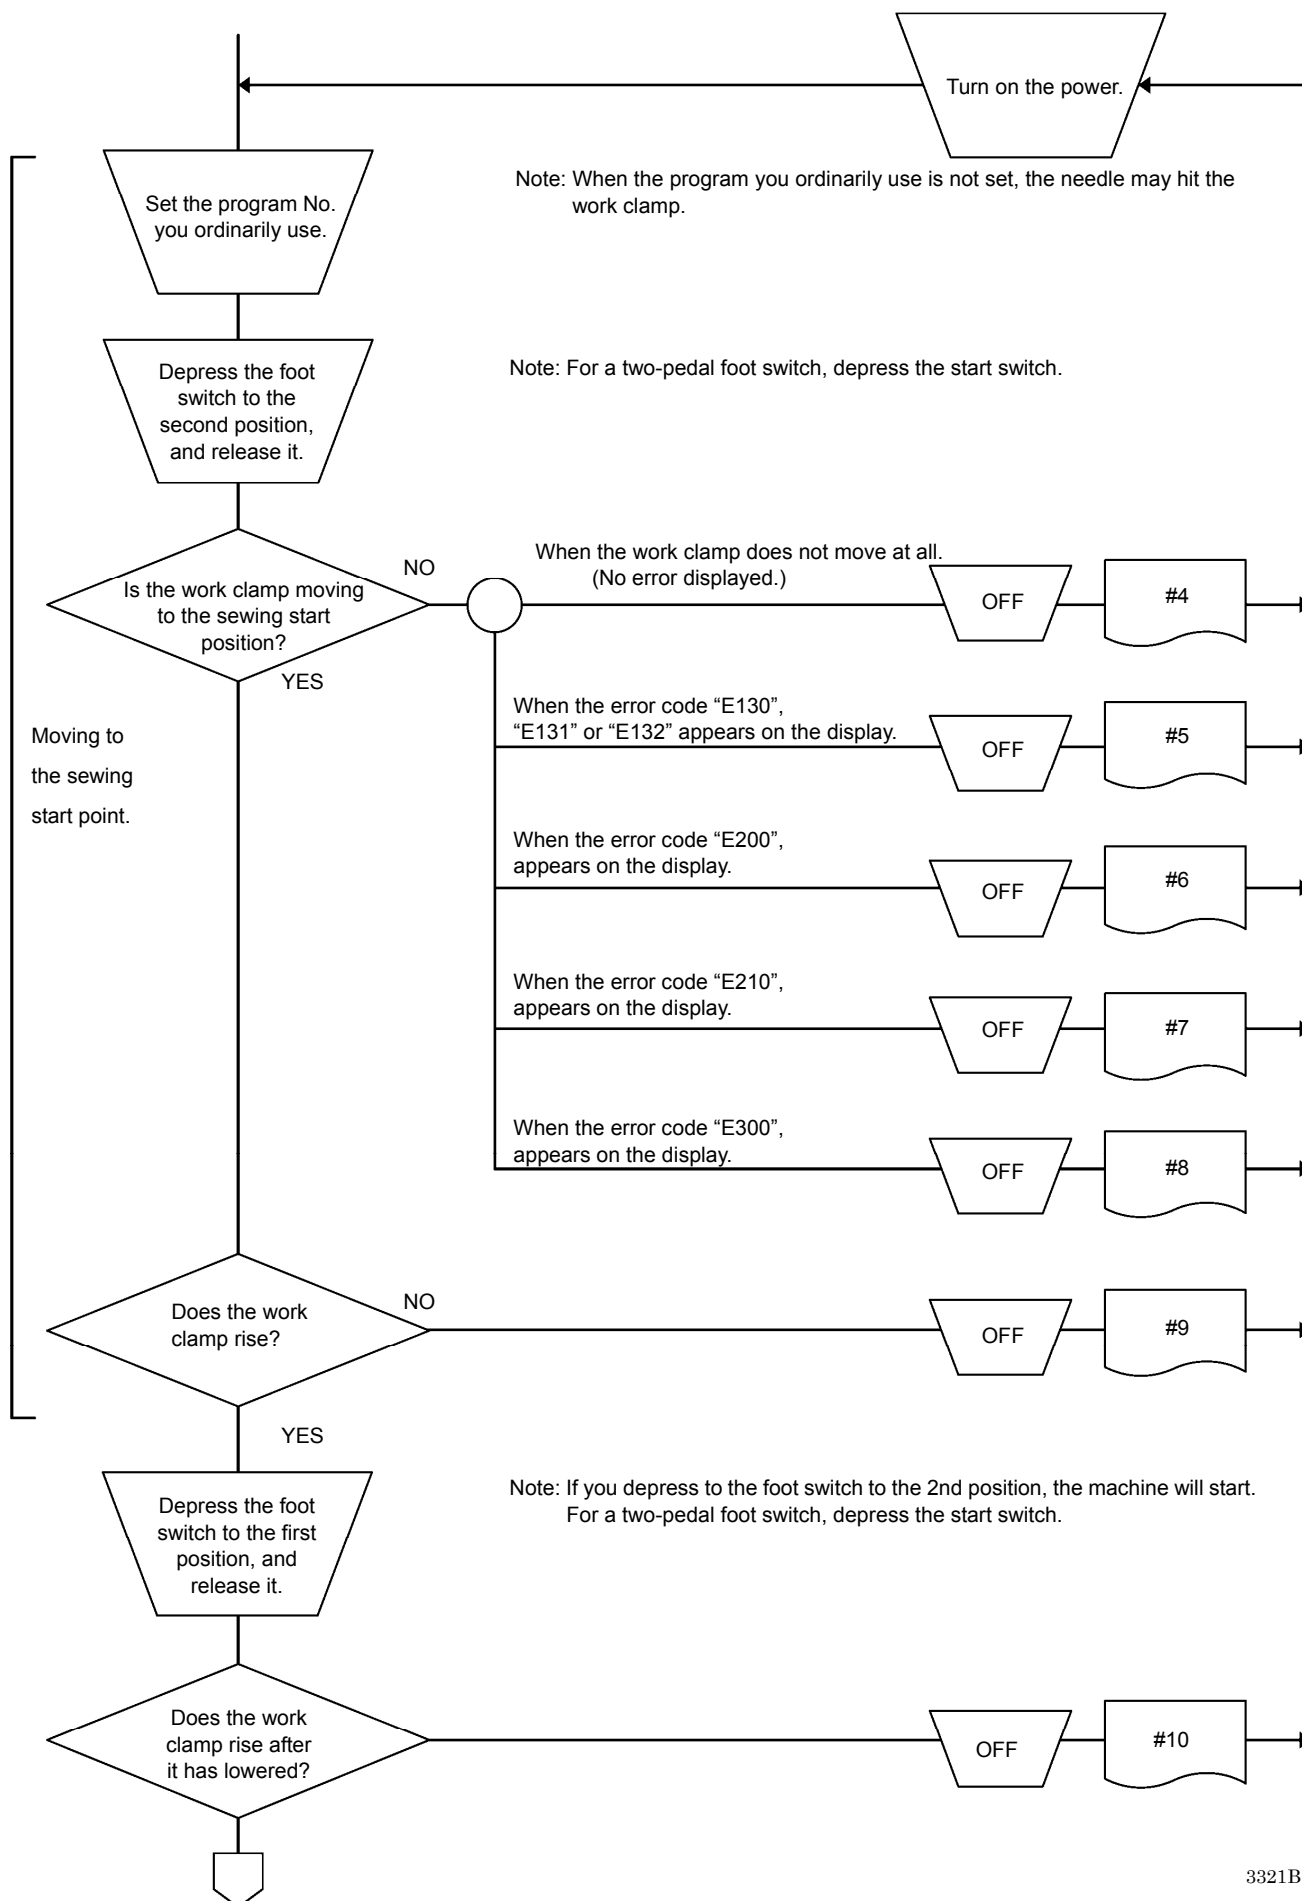 Turn on the power.
Note: When the program you ordinarily use is not set, the needle may hit the
work clamp.
Set the program No.
you ordinarily use.
Depress the foot
switch to the
second position,
and release it.
Note: For a two-pedal foot switch, depress the start switch.
Is the work clamp moving
to the sewing start
position?
NO
YES
When the work clamp does not move at all.
(No error displayed.)
OFF
#4
When the error code “E130”,
“E131” or “E132” appears on the display.
OFF
#5
Moving to
the sewing
start point.
When the error code “E200”,
appears on the display.
OFF
#6
When the error code “E210”,
appears on the display.
OFF
#7
When the error code “E300”,
appears on the display.
OFF
#8
Does the work
clamp rise?
NO
OFF
#9
YES
Depress the foot
switch to the first
position, and
release it.
Note: If you depress to the foot switch to the 2nd position, the machine will start.
For a two-pedal foot switch, depress the start switch.
Does the work
clamp rise after
it has lowered?
OFF
#10
3321B